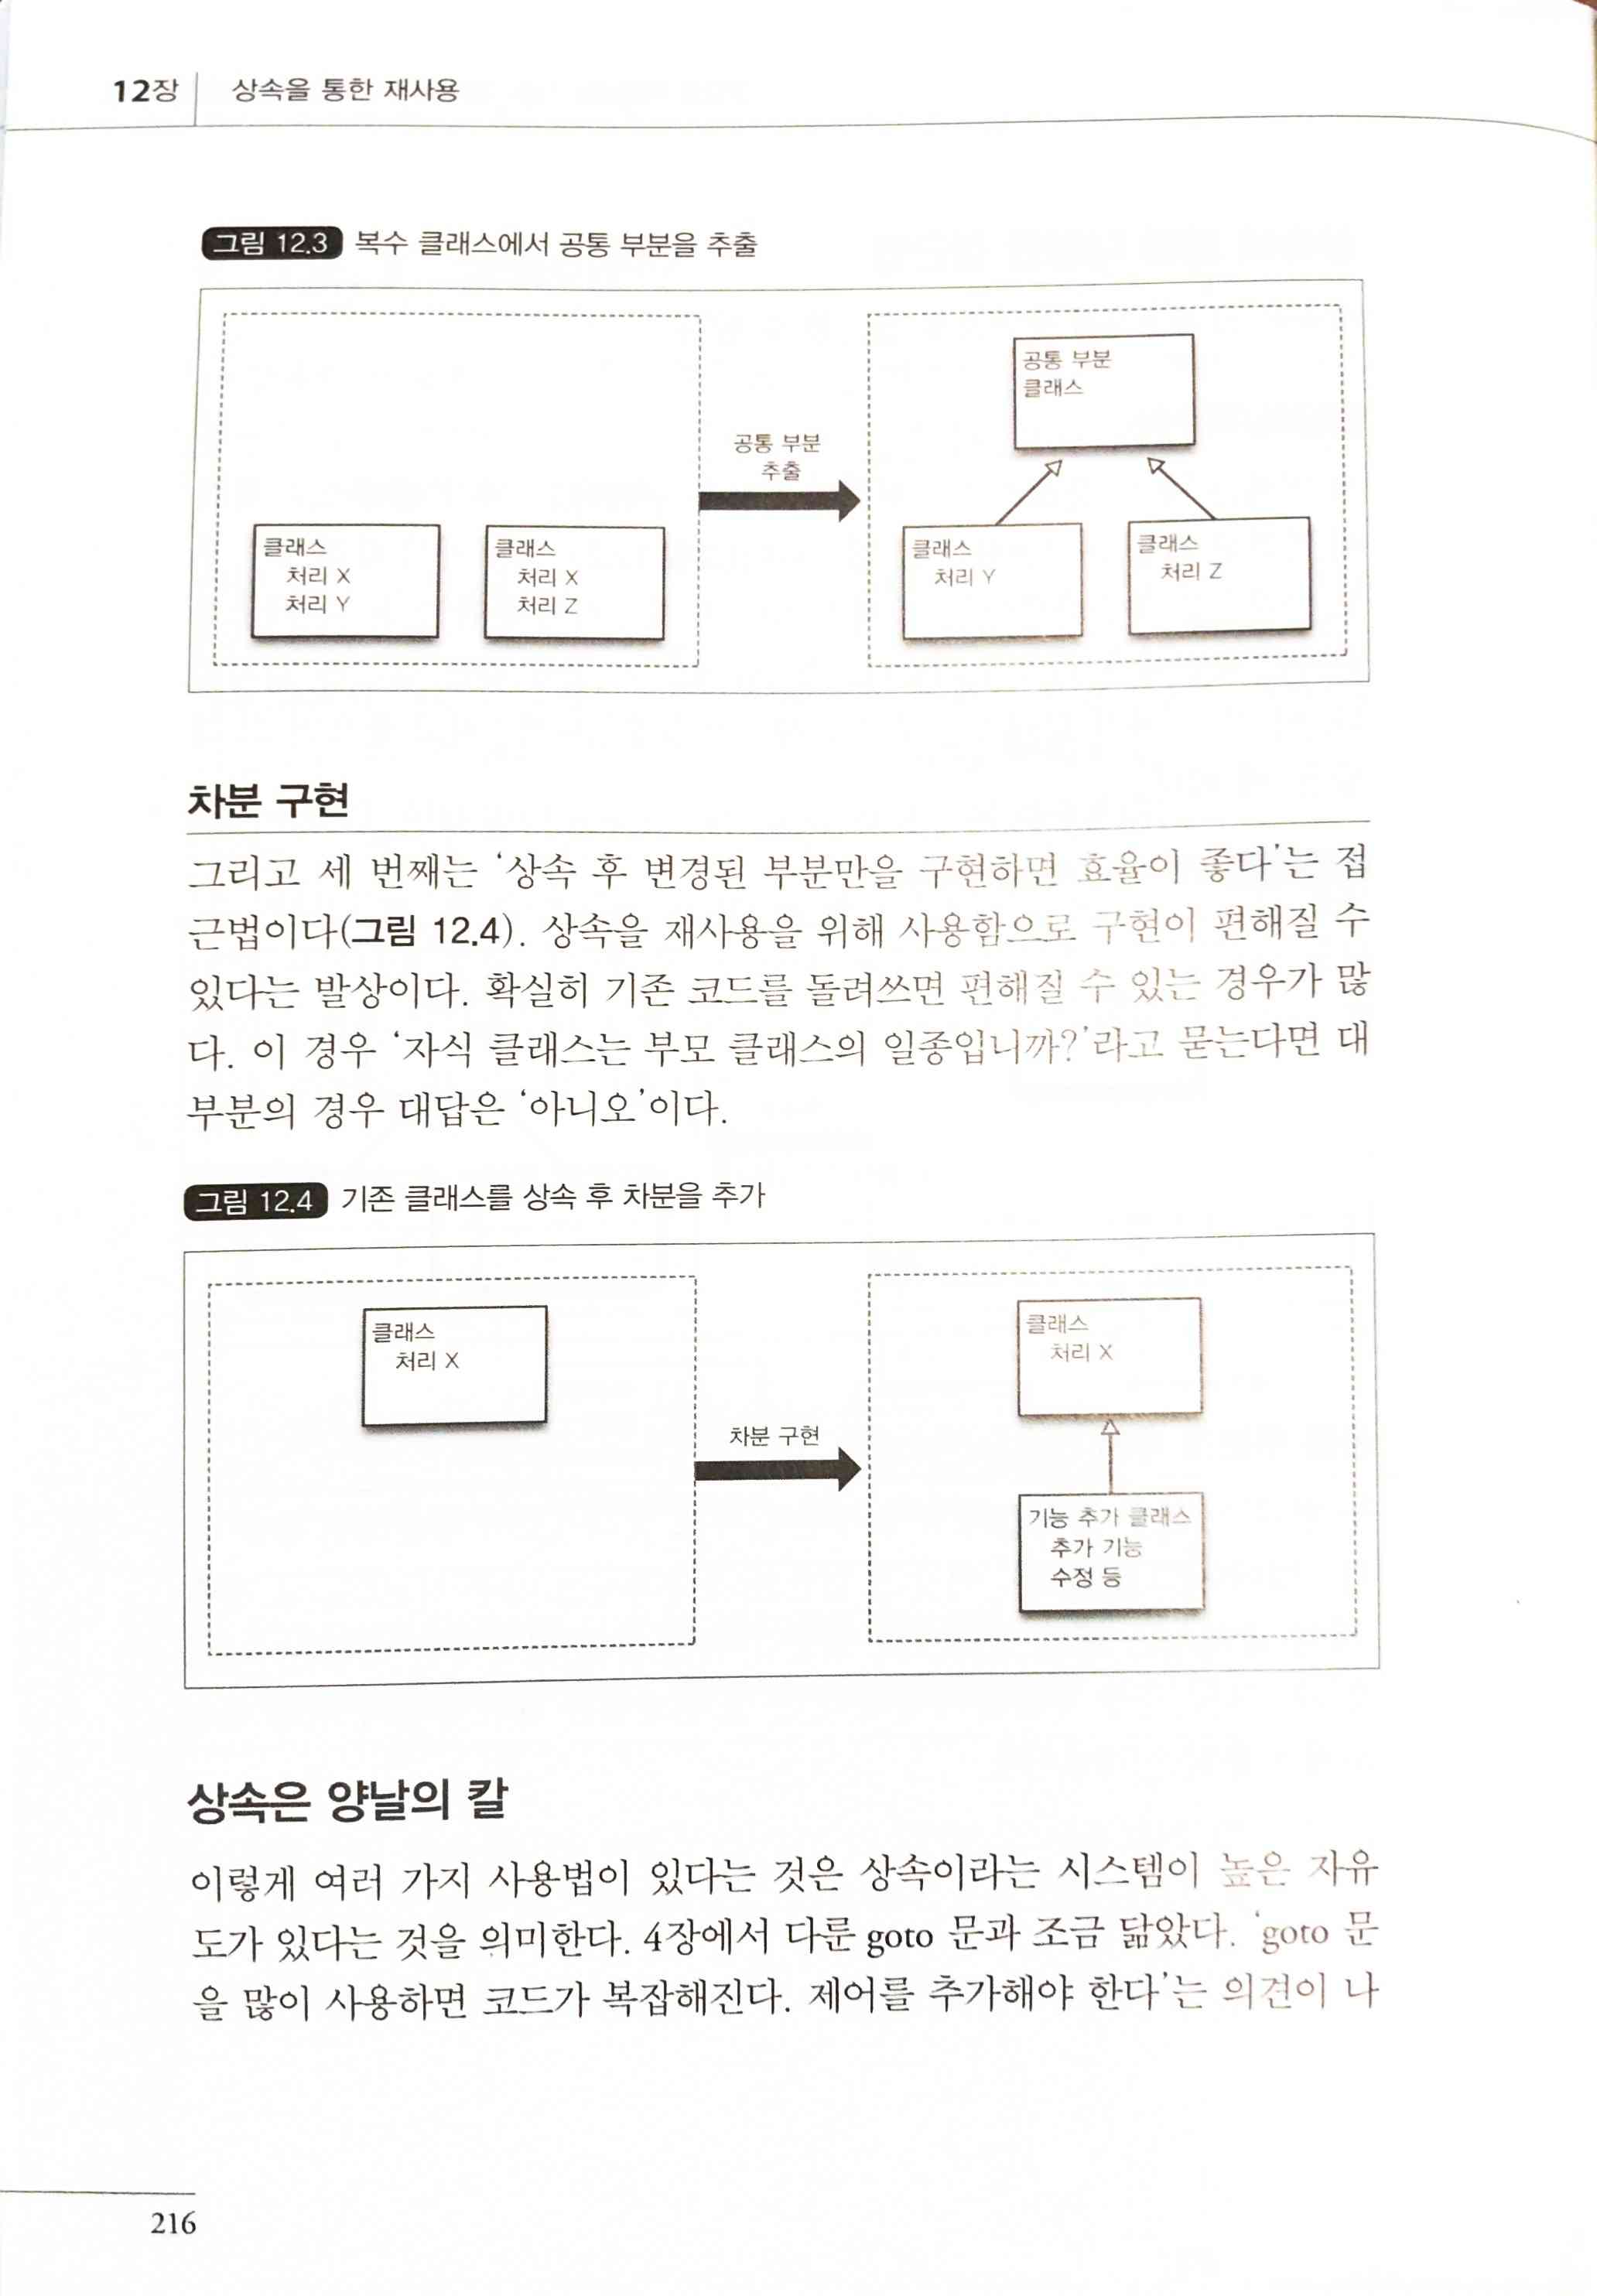 12장 상속을 통한 재사용
그림 12.3 복수 클래스에서 공통 부분을 추출
클래스
처리 X
처리 Y
클래스
처리 X
처리 Z
공통 부분
추출
공통 부분
클래스
클래스
처리 Y
클래스
처리 Z
차분 구현
그리고 세 번째는 ‘상속 후 변경된 부분만을 구현하면 효율이 좋다’는 접
근법이다(그림 12.4). 상속을 재사용을 위해 사용함으로 구현이 편해질 수
있다는 발상이다. 확실히 기존 코드를 돌려쓰면 편해질 수 있는 경우가 많
다. 이 경우 ‘자식 클래스는 부모 클래스의 일종입니까?’라고 묻는다면 대
부분의 경우 대답은 ‘아니오’이다.
그림 12.4 기존 클래스를 상속 후 차분을 추가
클래스
처리 X
차분 구현
클래스
처리 X
기능 추가 클래스
추가 기능
수정 등
상속은 양날의 칼
이렇게 여러 가지 사용법이 있다는 것은 상속이라는 시스템이 높은 자유
도가 있다는 것을 의미한다. 4장에서 다룬 goto 문과 조금 닮았다. ‘goto 문
을 많이 사용하면 코드가 복잡해진다. 제어를 추가해야 한다’는 의견이 나
216